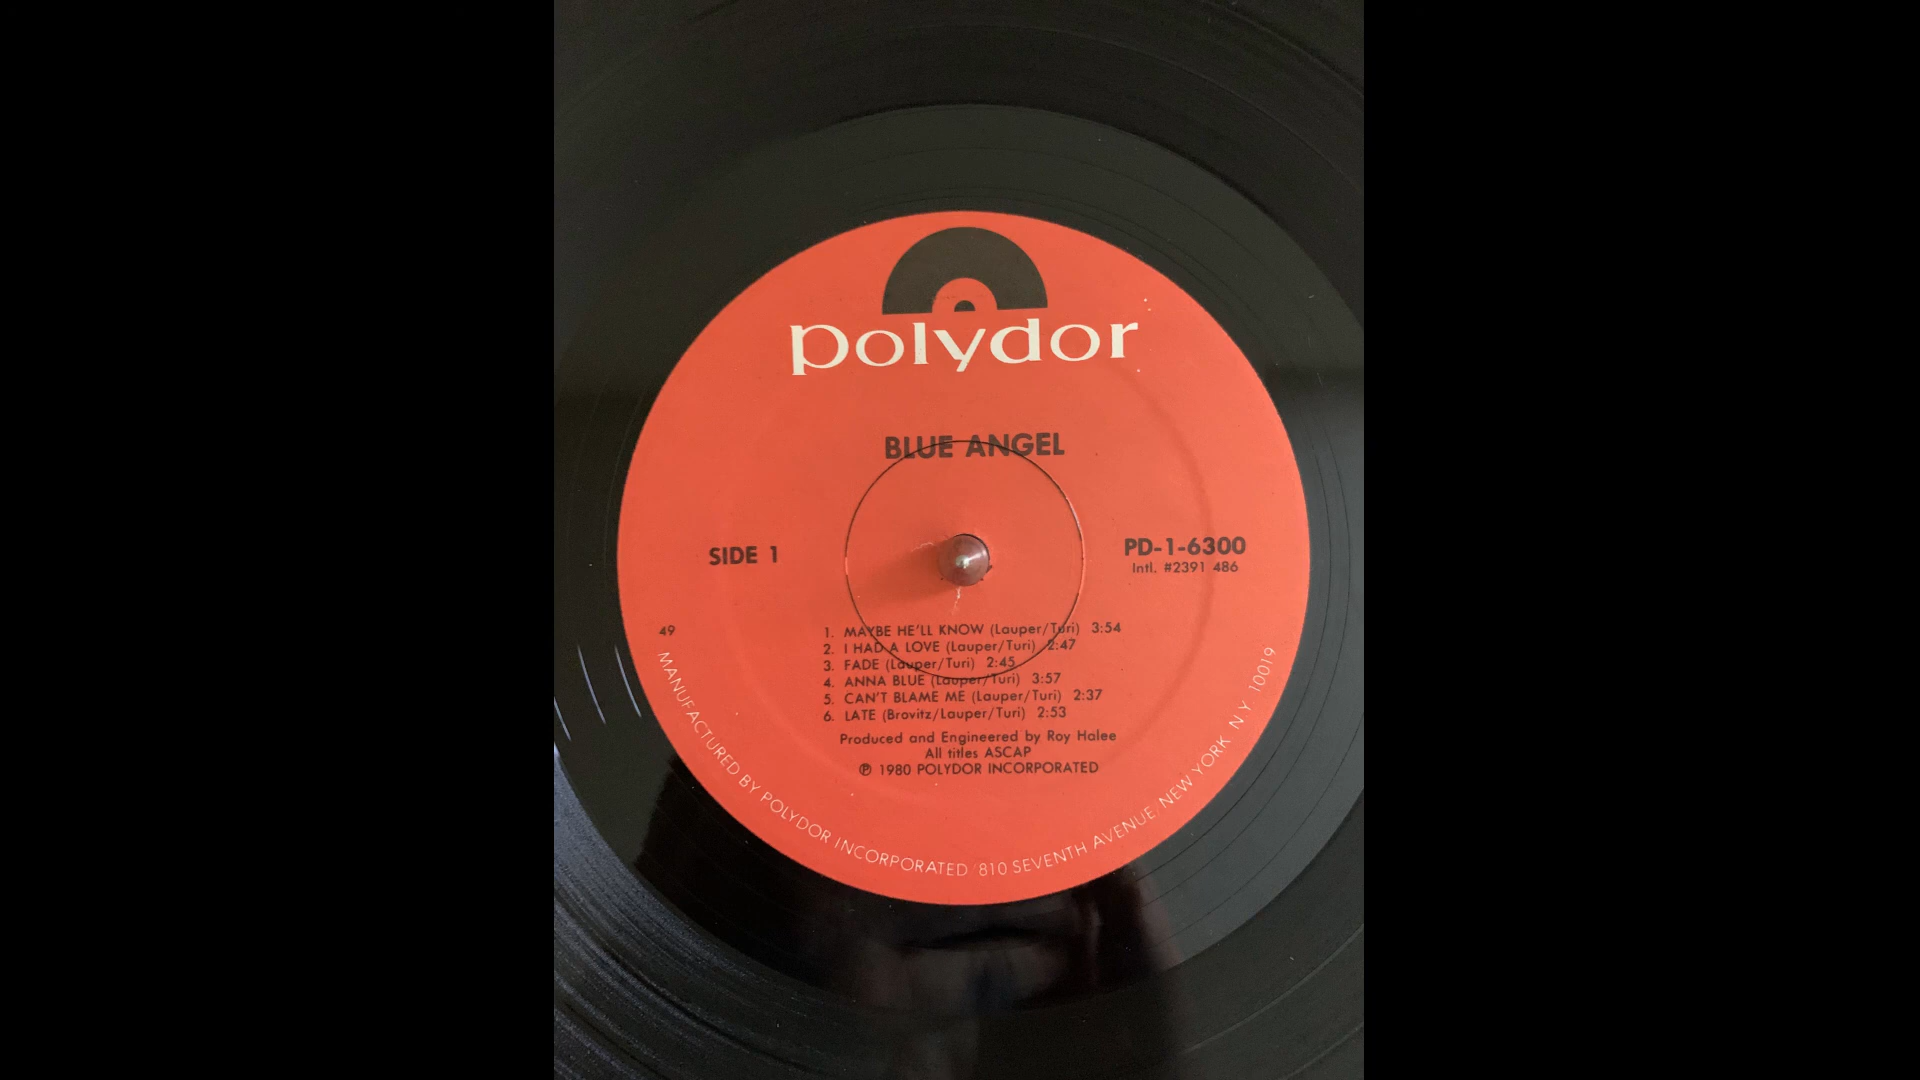 polydor
BLUE ANGEL
SIDE 1
PD-1-6300
Intl. #2391 486
49
1. MAYBE HE'LL KNOW (Lauper/Turi) 3:54
2. I HAD A LOVE (Lauper/Turi) 2:47
3. FADE (Lauper/Turi) 2:45
4. ANNA BLUE (Lauper/Turi) 3:57
5. CAN'T BLAME ME (Lauper/Turi) 2:37
6. LATE (Brovitz/Lauper/Turi) 2:53
Produced and Engineered by Roy Halee
All titles ASCAP
℗ 1980 POLYDOR INCORPORATED
MANUFACTURED BY POLYDOR INCORPORATED / 810 SEVENTH AVENUE, NEW YORK N Y 10019